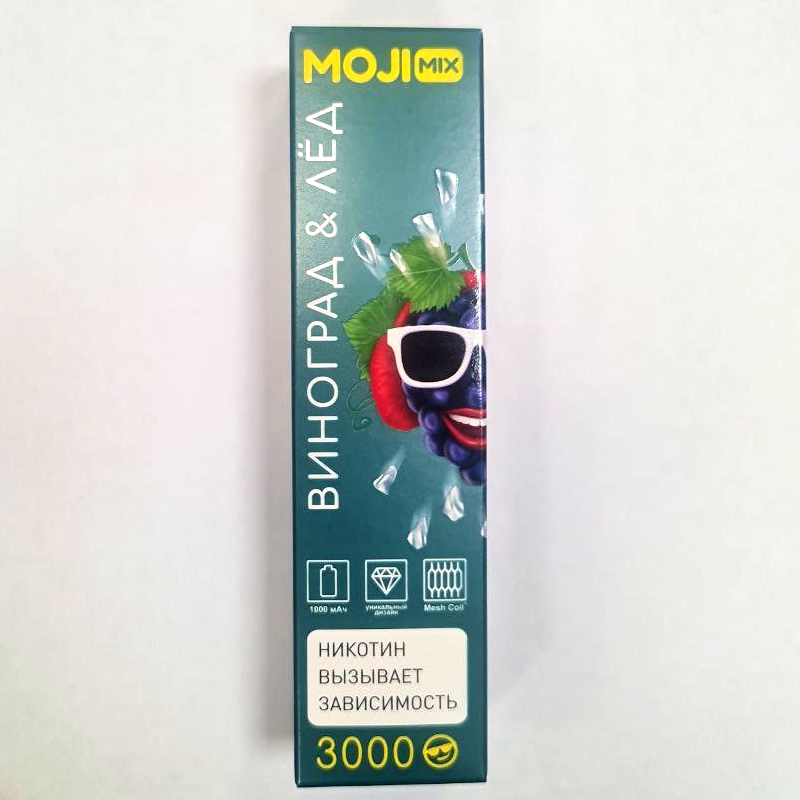 MOJI MIX
ВИНОГРАД & ЛЁД
1000 мАч
уникальный
дизайн
Mesh Coil
НИКОТИН
ВЫЗЫВАЕТ
ЗАВИСИМОСТЬ
3000